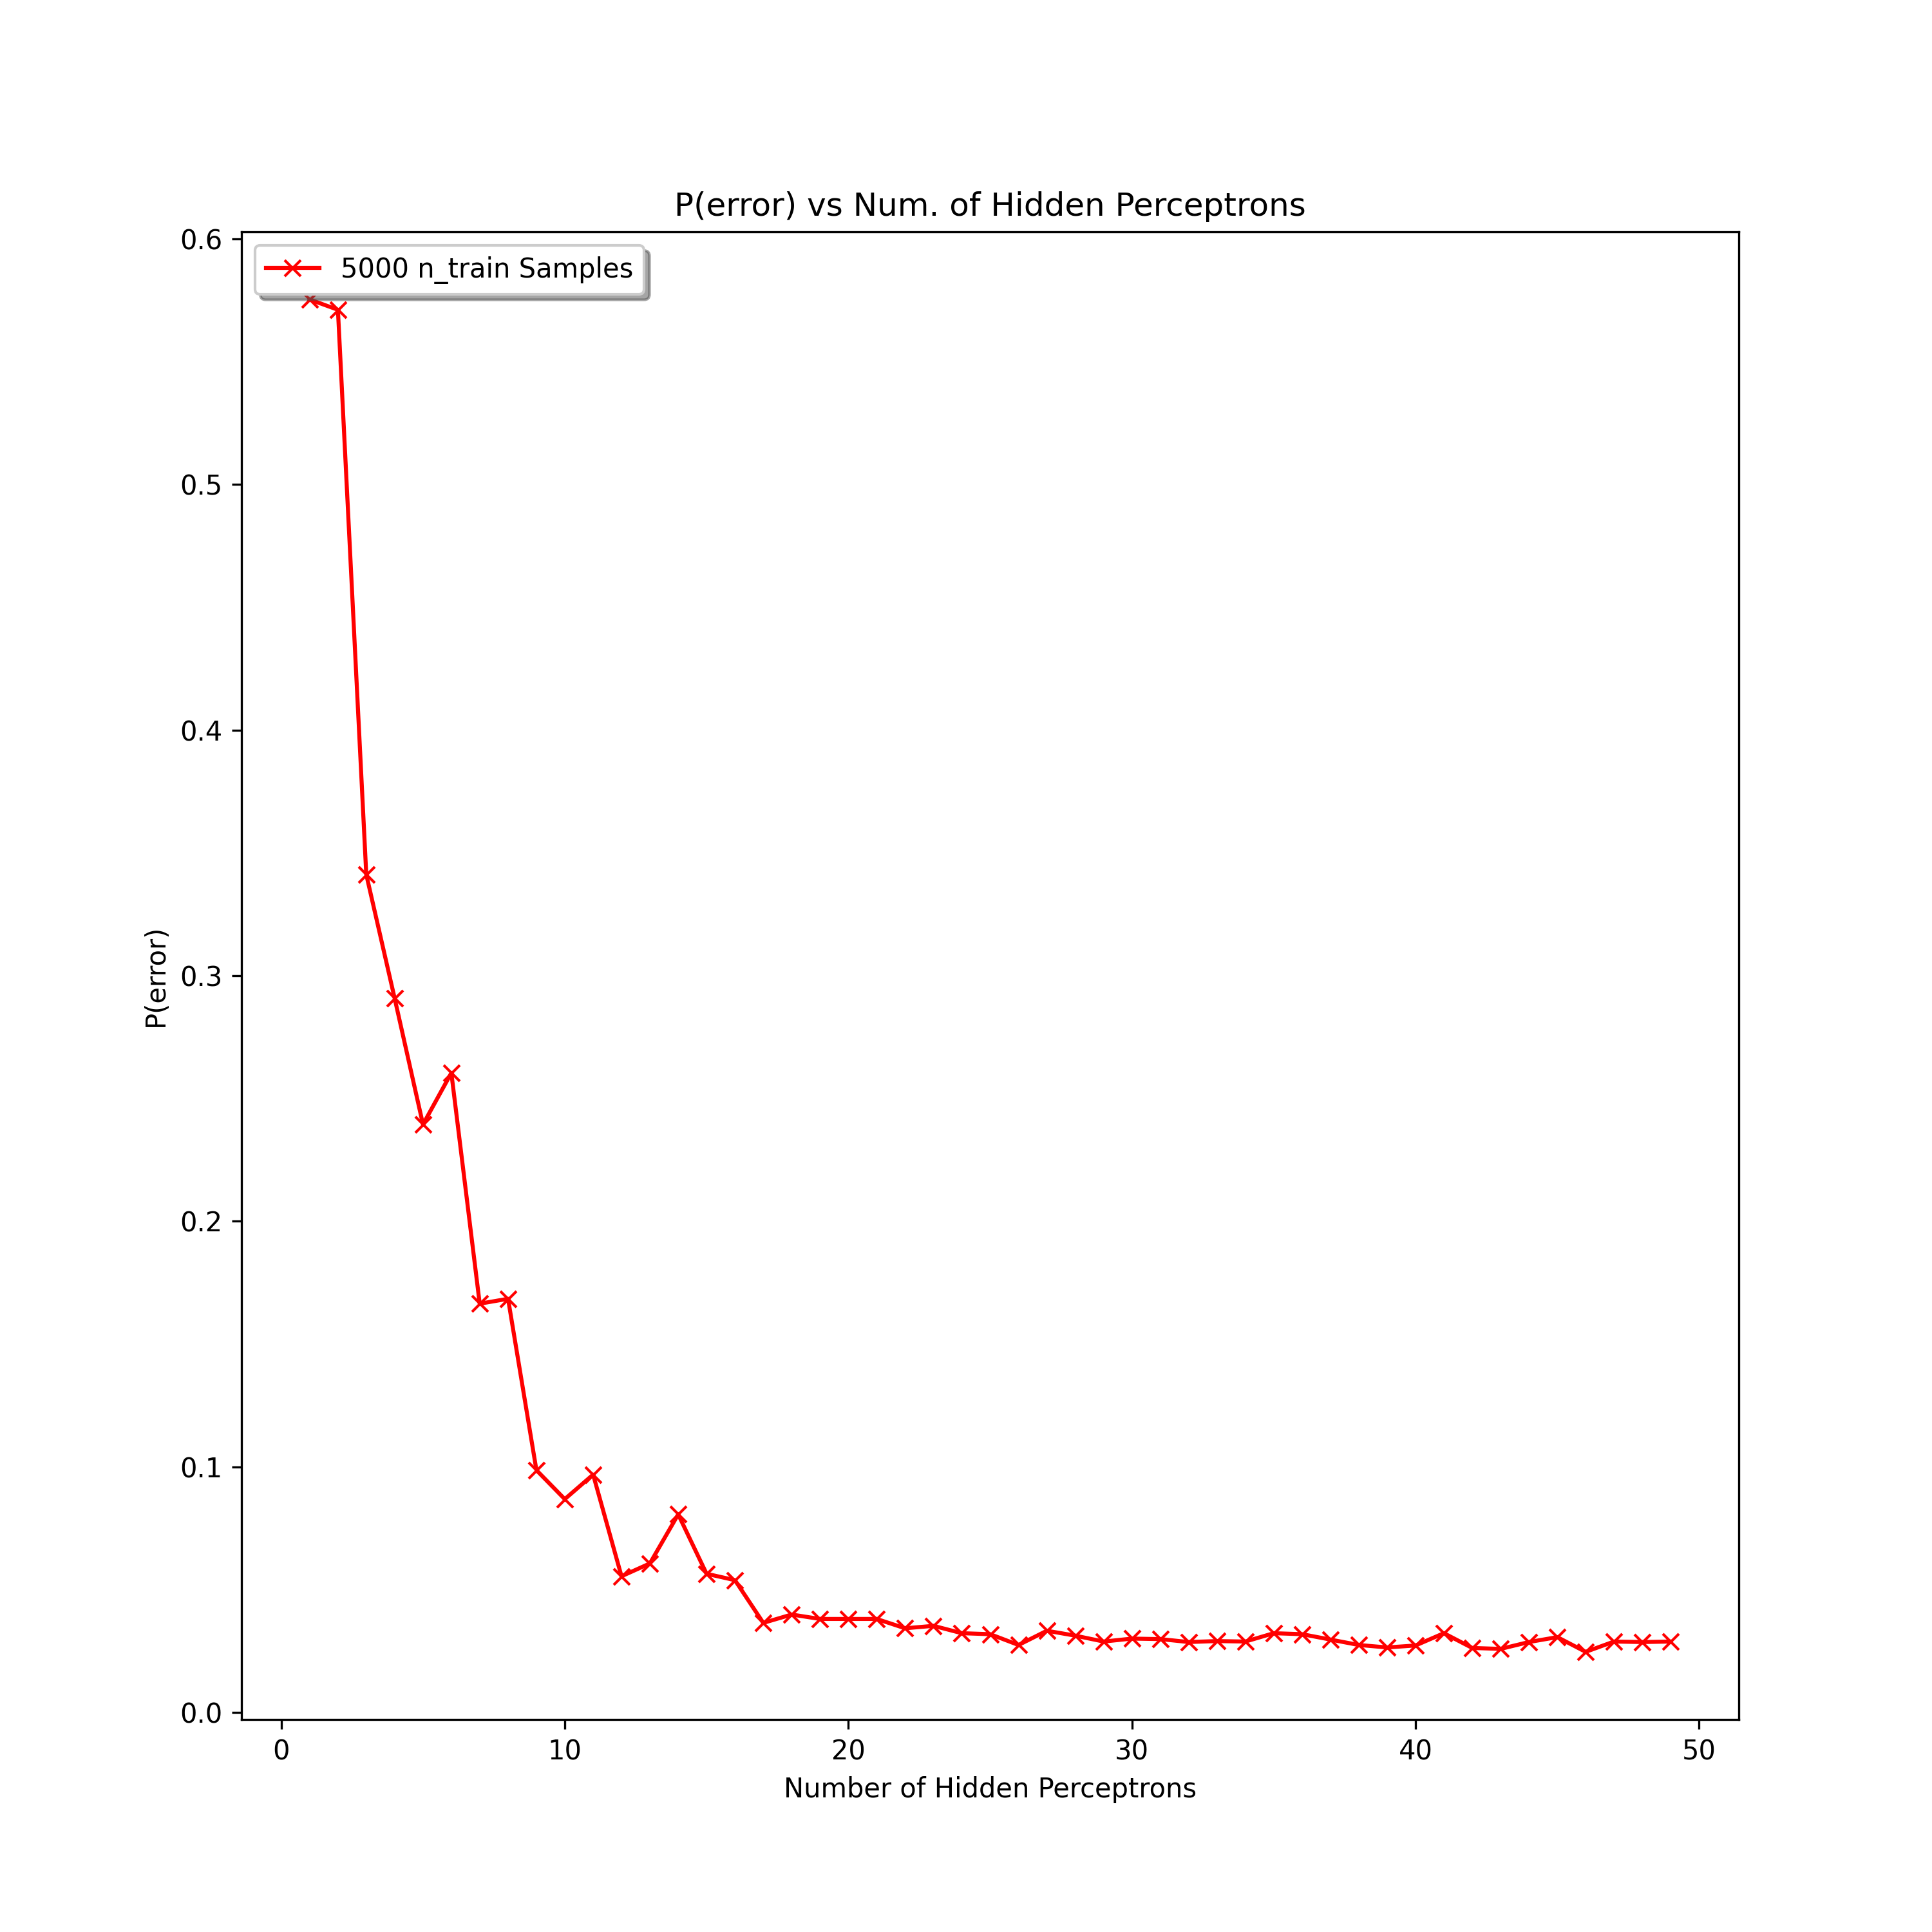 P(error) vs Num. of Hidden Perceptrons
5000 n_train Samples
0.6
0.5
0.4
0.3
0.2
0.1
0.0
P(error)
0 10 20 30 40 50
Number of Hidden Perceptrons